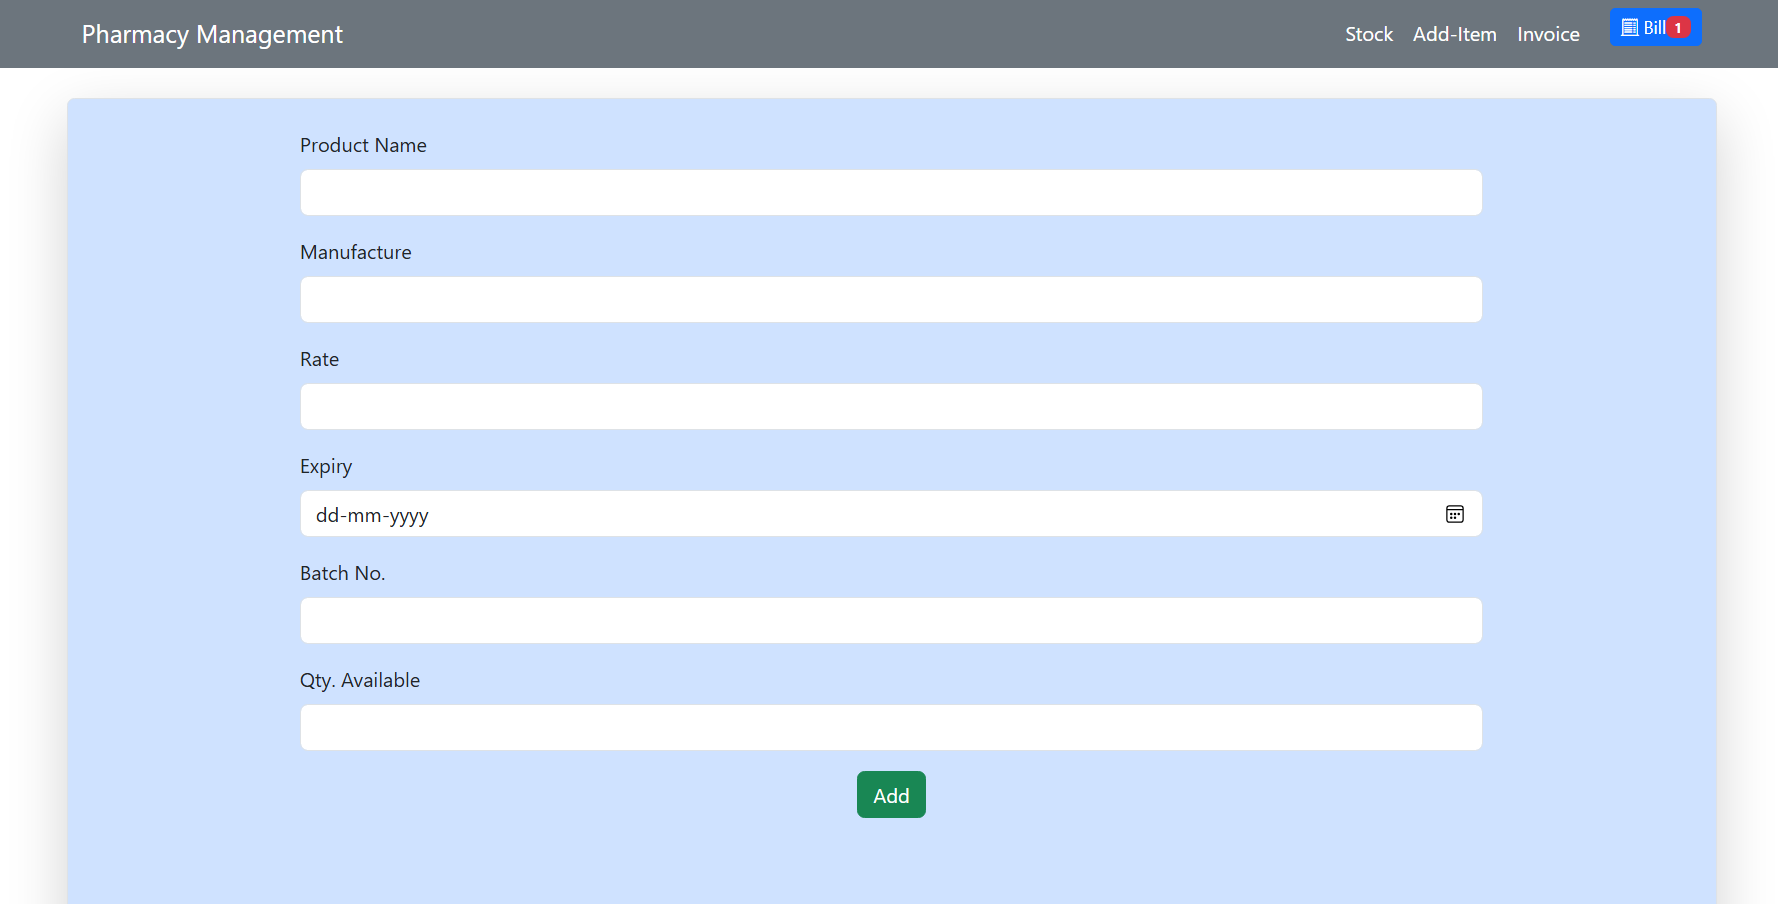 Pharmacy Management
Stock Add-Item Invoice Bill 1
Product Name
Manufacture
Rate
Expiry
dd-mm-yyyy
Batch No.
Qty. Available
Add